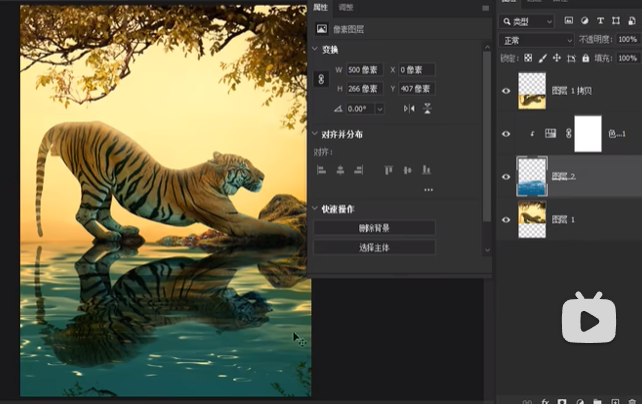 属性 调整
像素图层
变换
W 500 像素 X 0 像素
H 266 像素 Y 407 像素
0.00°
对齐并分布
对齐:
快速操作
删除背景
选择主体
类型
正常 不透明度: 100%
锁定: 填充: 100%
图层 1 拷贝
色...1
图层 2
图层 1
fx